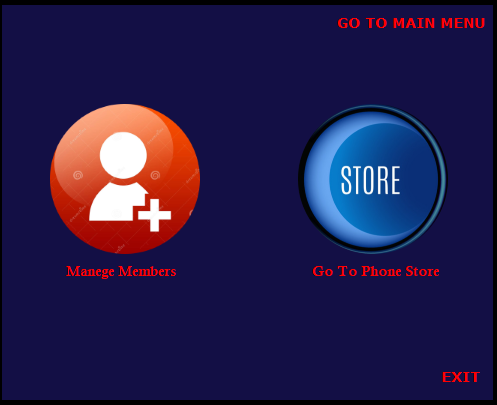 GO TO MAIN MENU
STORE
Manege Members
Go To Phone Store
EXIT